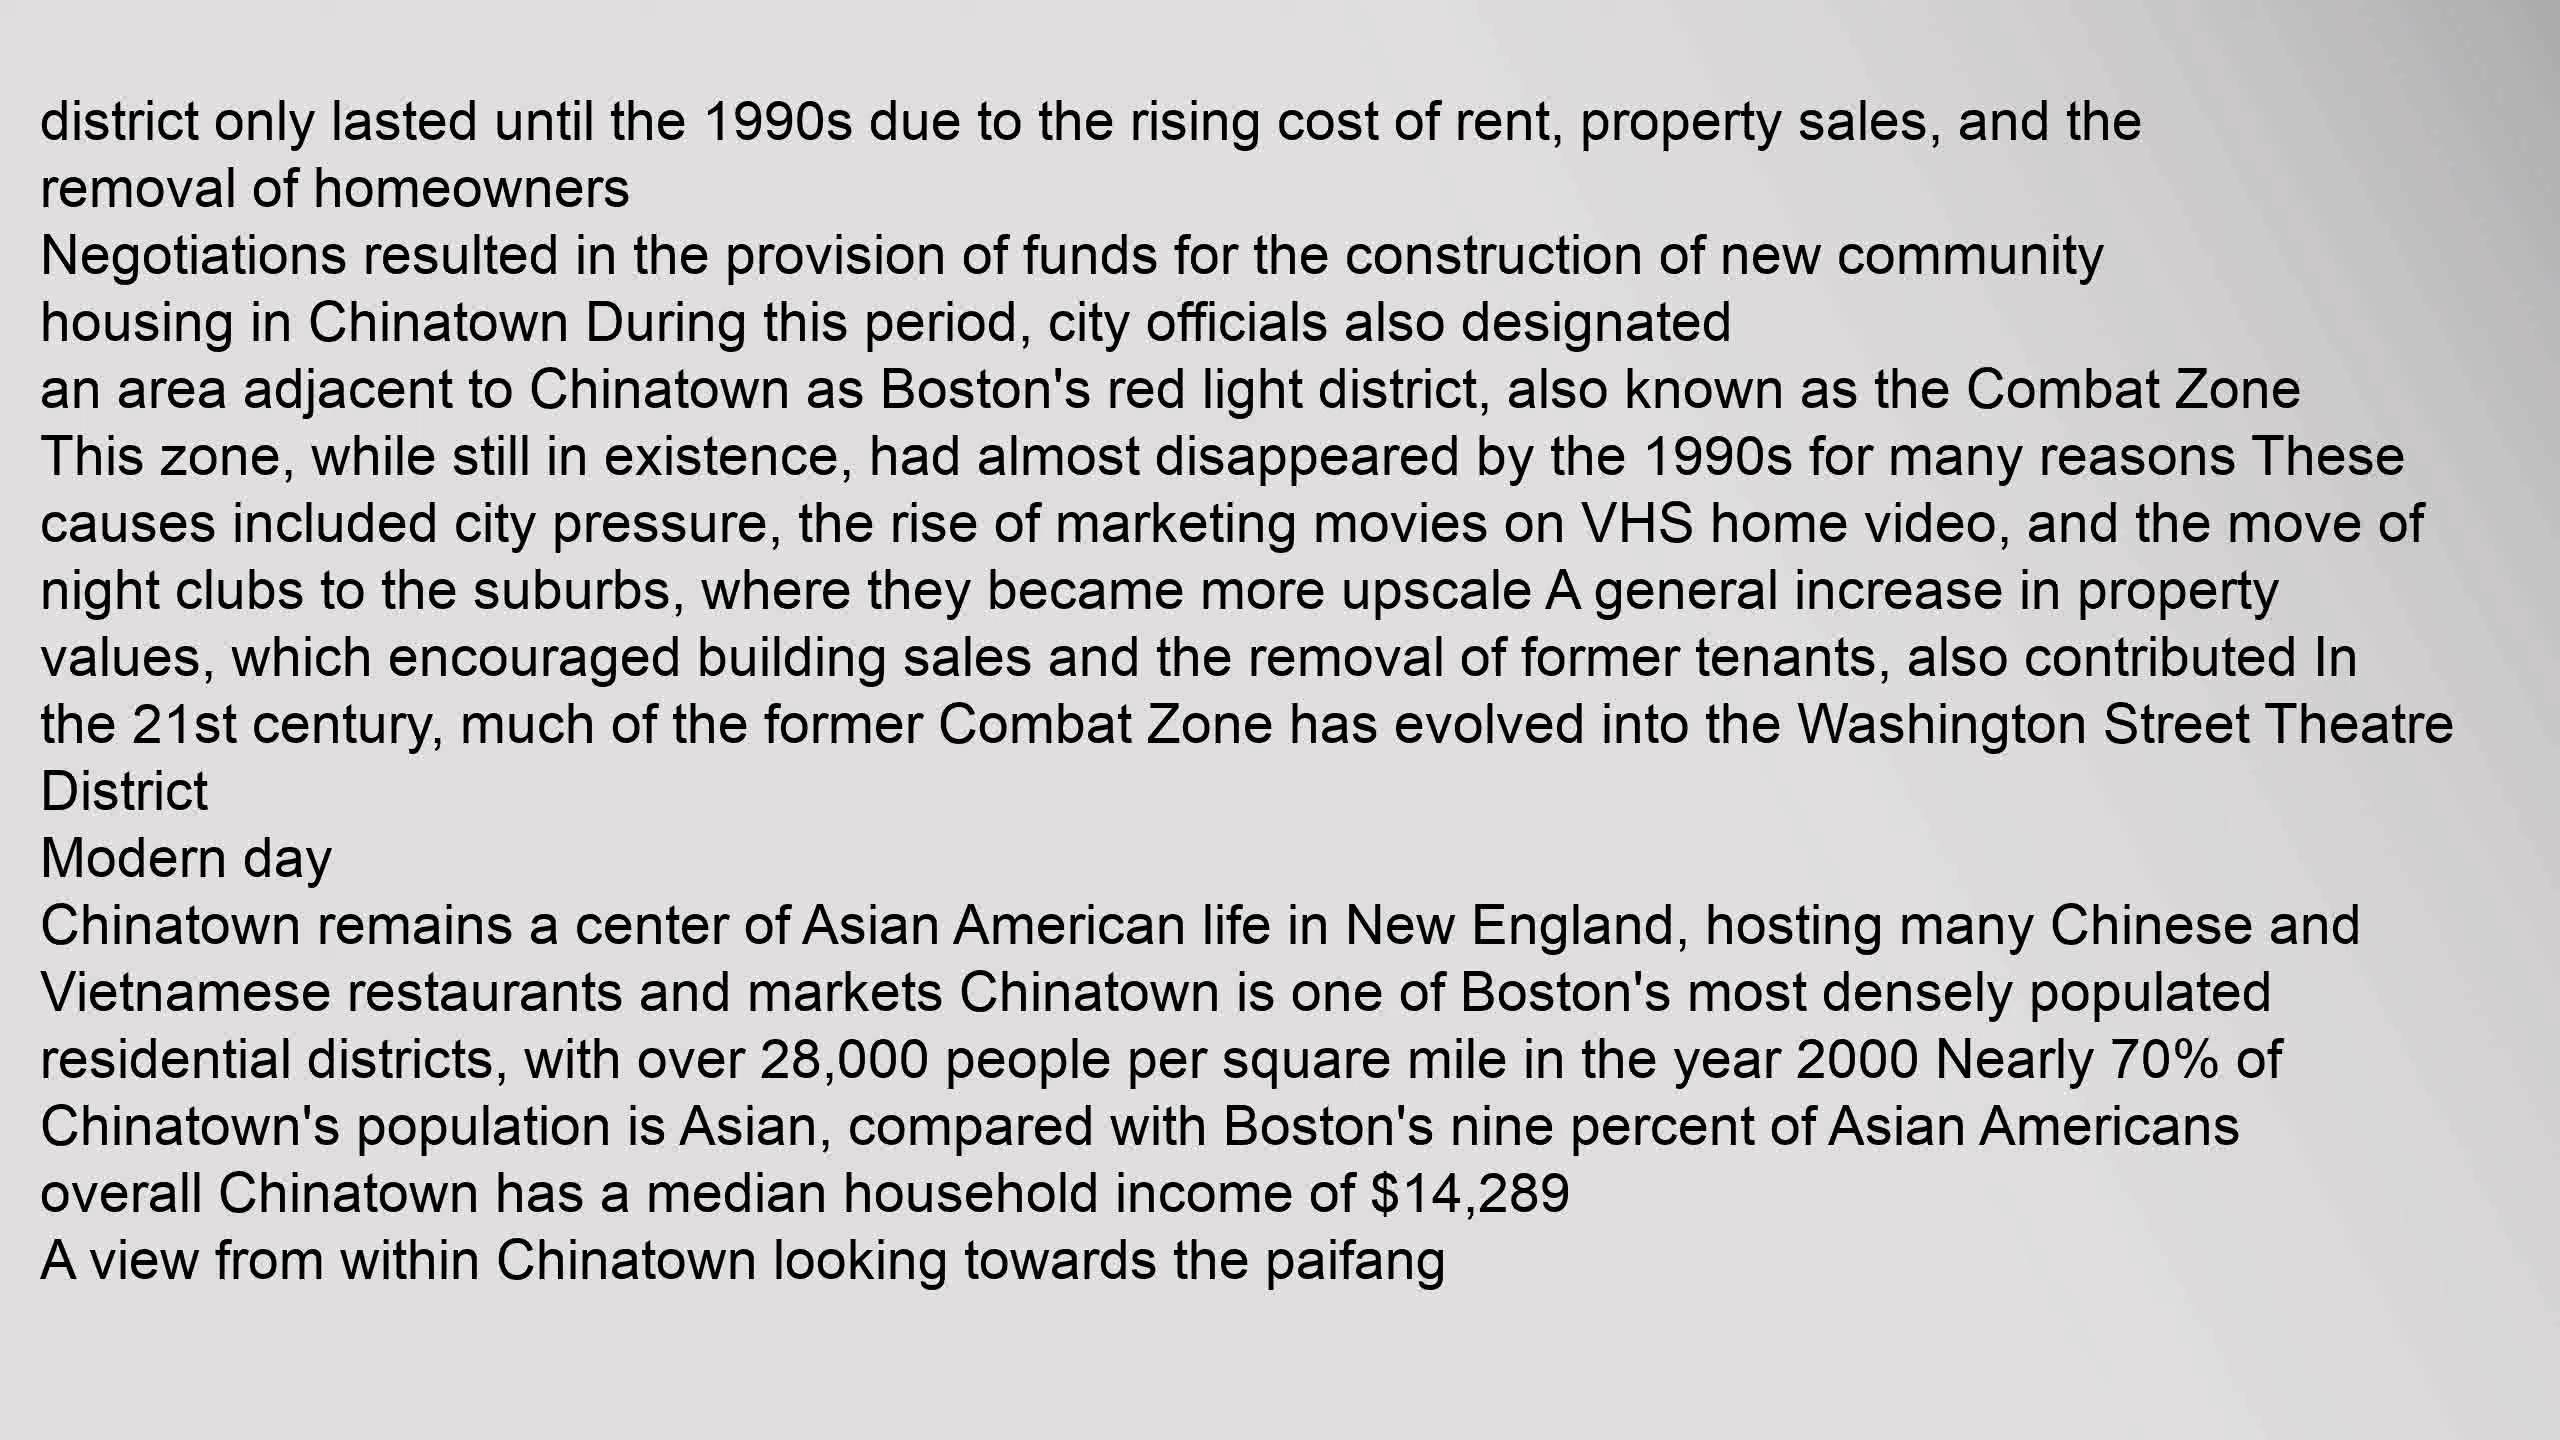 district only lasted until the 1990s due to the rising cost of rent, property sales, and the
removal of homeowners
Negotiations resulted in the provision of funds for the construction of new community
housing in Chinatown During this period, city officials also designated
an area adjacent to Chinatown as Boston's red light district, also known as the Combat Zone
This zone, while still in existence, had almost disappeared by the 1990s for many reasons These
causes included city pressure, the rise of marketing movies on VHS home video, and the move of
night clubs to the suburbs, where they became more upscale A general increase in property
values, which encouraged building sales and the removal of former tenants, also contributed In
the 21st century, much of the former Combat Zone has evolved into the Washington Street Theatre
District
Modern day
Chinatown remains a center of Asian American life in New England, hosting many Chinese and
Vietnamese restaurants and markets Chinatown is one of Boston's most densely populated
residential districts, with over 28,000 people per square mile in the year 2000 Nearly 70% of
Chinatown's population is Asian, compared with Boston's nine percent of Asian Americans
overall Chinatown has a median household income of $14,289
A view from within Chinatown looking towards the paifang